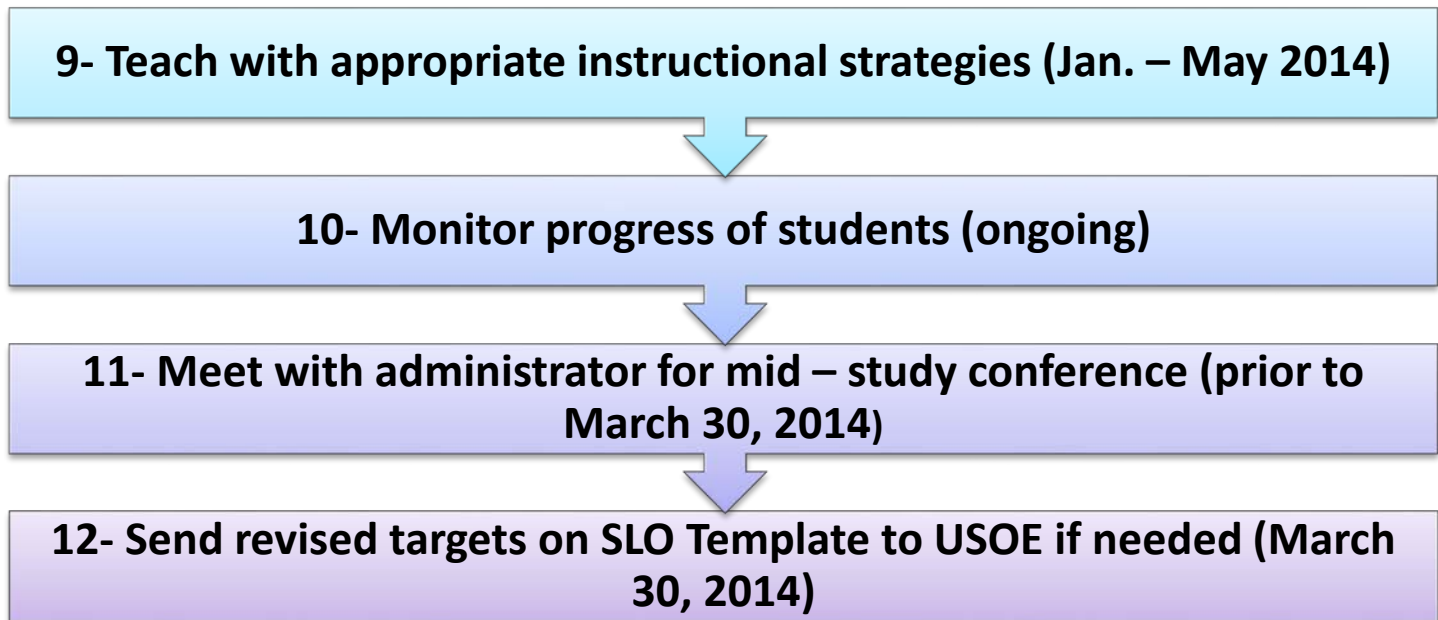 9- Teach with appropriate instructional strategies (Jan. – May 2014)
10- Monitor progress of students (ongoing)
11- Meet with administrator for mid – study conference (prior to
March 30, 2014)
12- Send revised targets on SLO Template to USOE if needed (March
30, 2014)